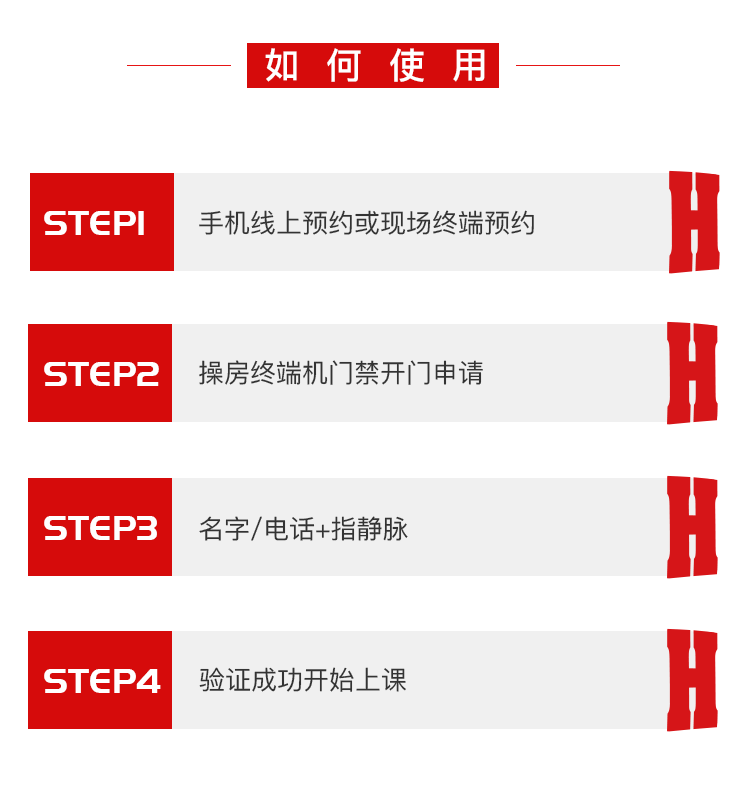 如何使用
STEP1
手机线上预约或现场终端预约
H
STEP2
操房终端机门禁开门申请
H
STEP3
名字/电话+指静脉
H
STEP4
验证成功开始上课
H